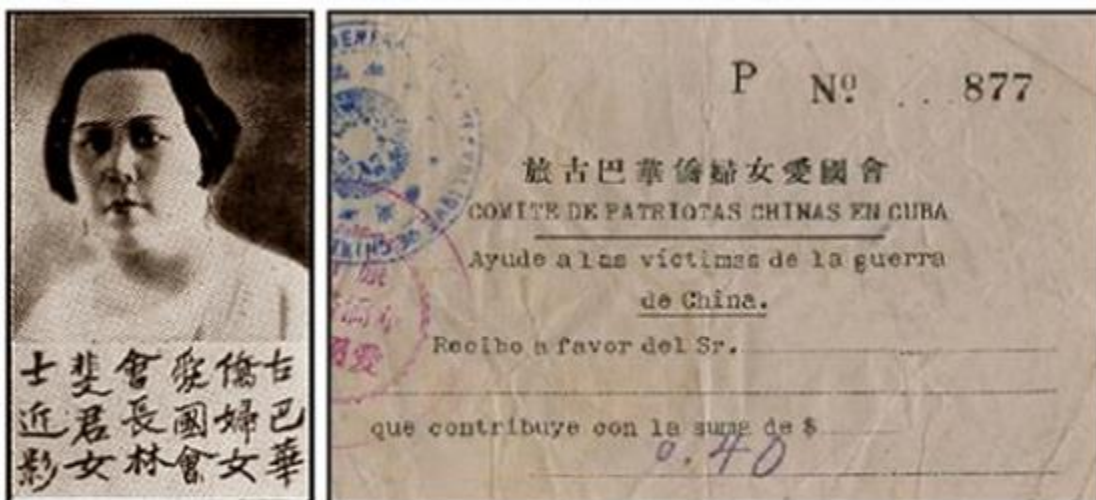 古巴華
僑婦女
愛國會
會長林
斐君女
士近影
P Nº ... 877
旅古巴華僑婦女愛國會
COMITE DE PATRIOTAS CHINAS EN CUBA
Ayude a las víctimas de la guerra
de China.
Recibo a favor del Sr.
que contribuye con la suma de $
0.40